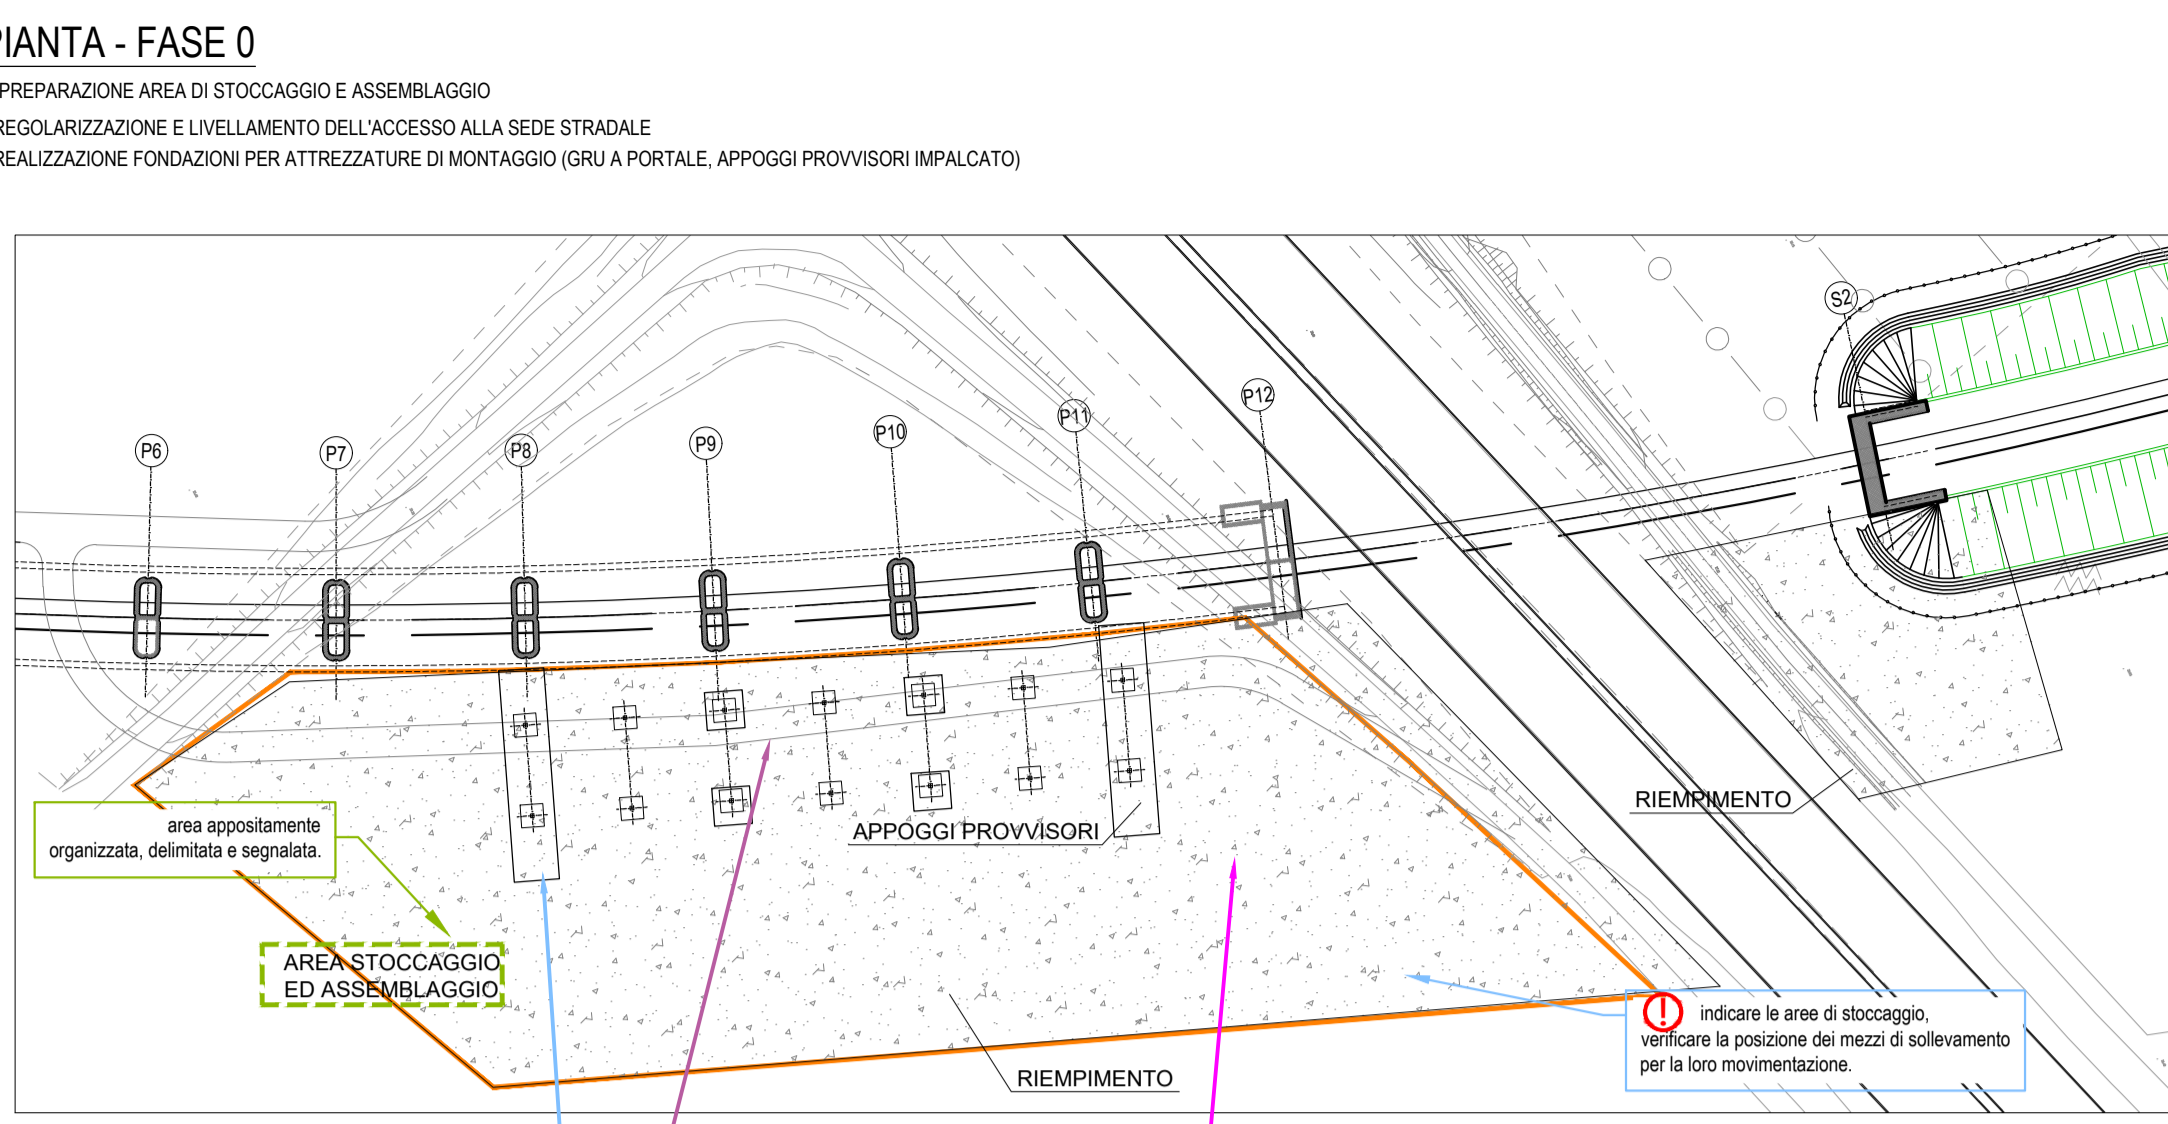 PIANTA - FASE 0
PREPARAZIONE AREA DI STOCCAGGIO E ASSEMBLAGGIO
REGOLARIZZAZIONE E LIVELLAMENTO DELL'ACCESSO ALLA SEDE STRADALE
REALIZZAZIONE FONDAZIONI PER ATTREZZATURE DI MONTAGGIO (GRU A PORTALE, APPOGGI PROVVISORI IMPALCATO)
S2
P12
P11
P10
P9
P8
P7
P6
RIEMPIMENTO
APPOGGI PROVVISORI
area appositamente
organizzata, delimitata e segnalata.
AREA STOCCAGGIO
ED ASSEMBLAGGIO
indicare le aree di stoccaggio,
verificare la posizione dei mezzi di sollevamento
per la loro movimentazione.
RIEMPIMENTO